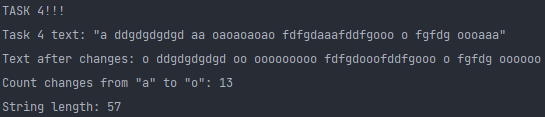 TASK 4!!!
Task 4 text: "a ddgdgdgdgd aa oaoaoaoao fdfgdaaafddfgooo o fgfdg oooaaa"
Text after changes: o ddgdgdgdgd oo ooooooooo fdfgdooofddfgooo o fgfdg oooooo
Count changes from "a" to "o": 13
String length: 57